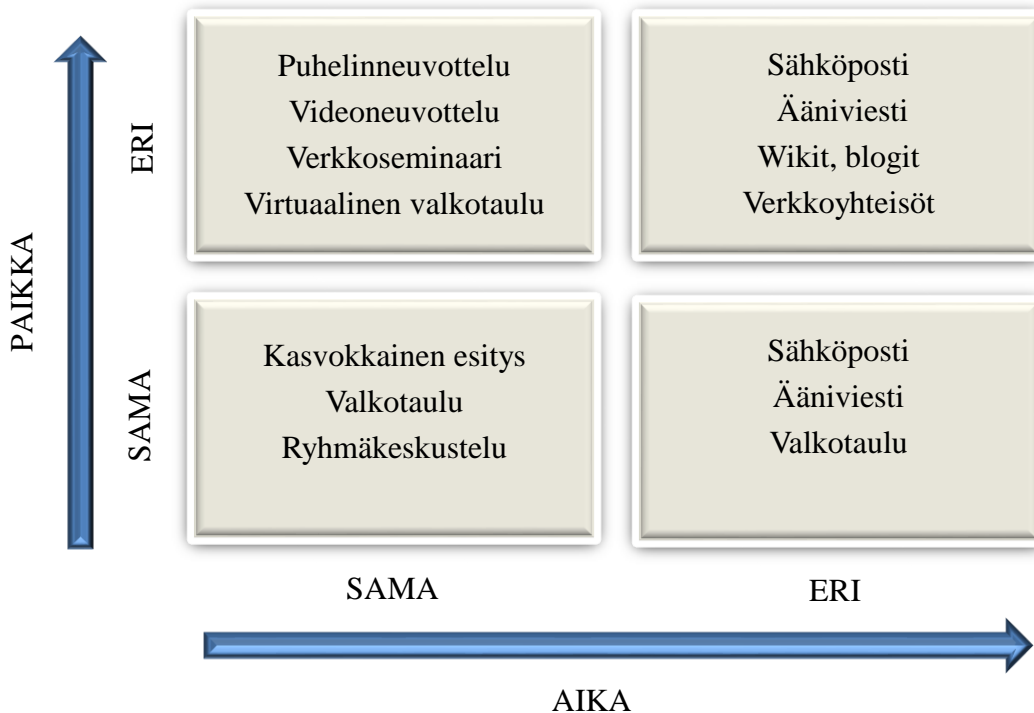 PAIKKA
ERI
Puhelinneuvottelu
Videoneuvottelu
Verkkoseminaari
Virtuaalinen valkotaulu
Sähköposti
Ääniviesti
Wikit, blogit
Verkkoyhteisöt
SAMA
Kasvokkainen esitys
Valkotaulu
Ryhmäkeskustelu
Sähköposti
Ääniviesti
Valkotaulu
SAMA
ERI
AIKA